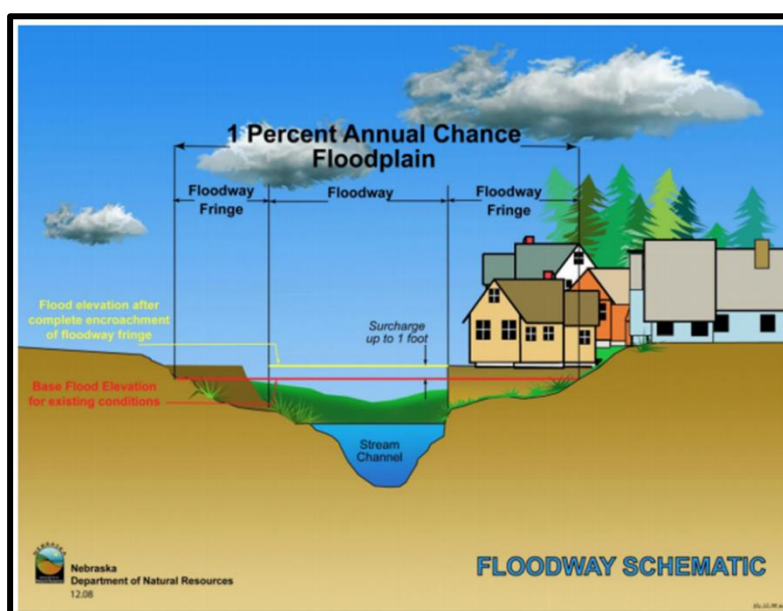 1 Percent Annual Chance
Floodplain
Floodway
Fringe
Floodway
Floodway
Fringe
Flood elevation after
complete encroachment
of floodway fringe
Surcharge
up to 1 foot
Base Flood Elevation
for existing conditions
Stream
Channel
NEBRASKA
Nebraska
Department of Natural Resources
12.08
FLOODWAY SCHEMATIC